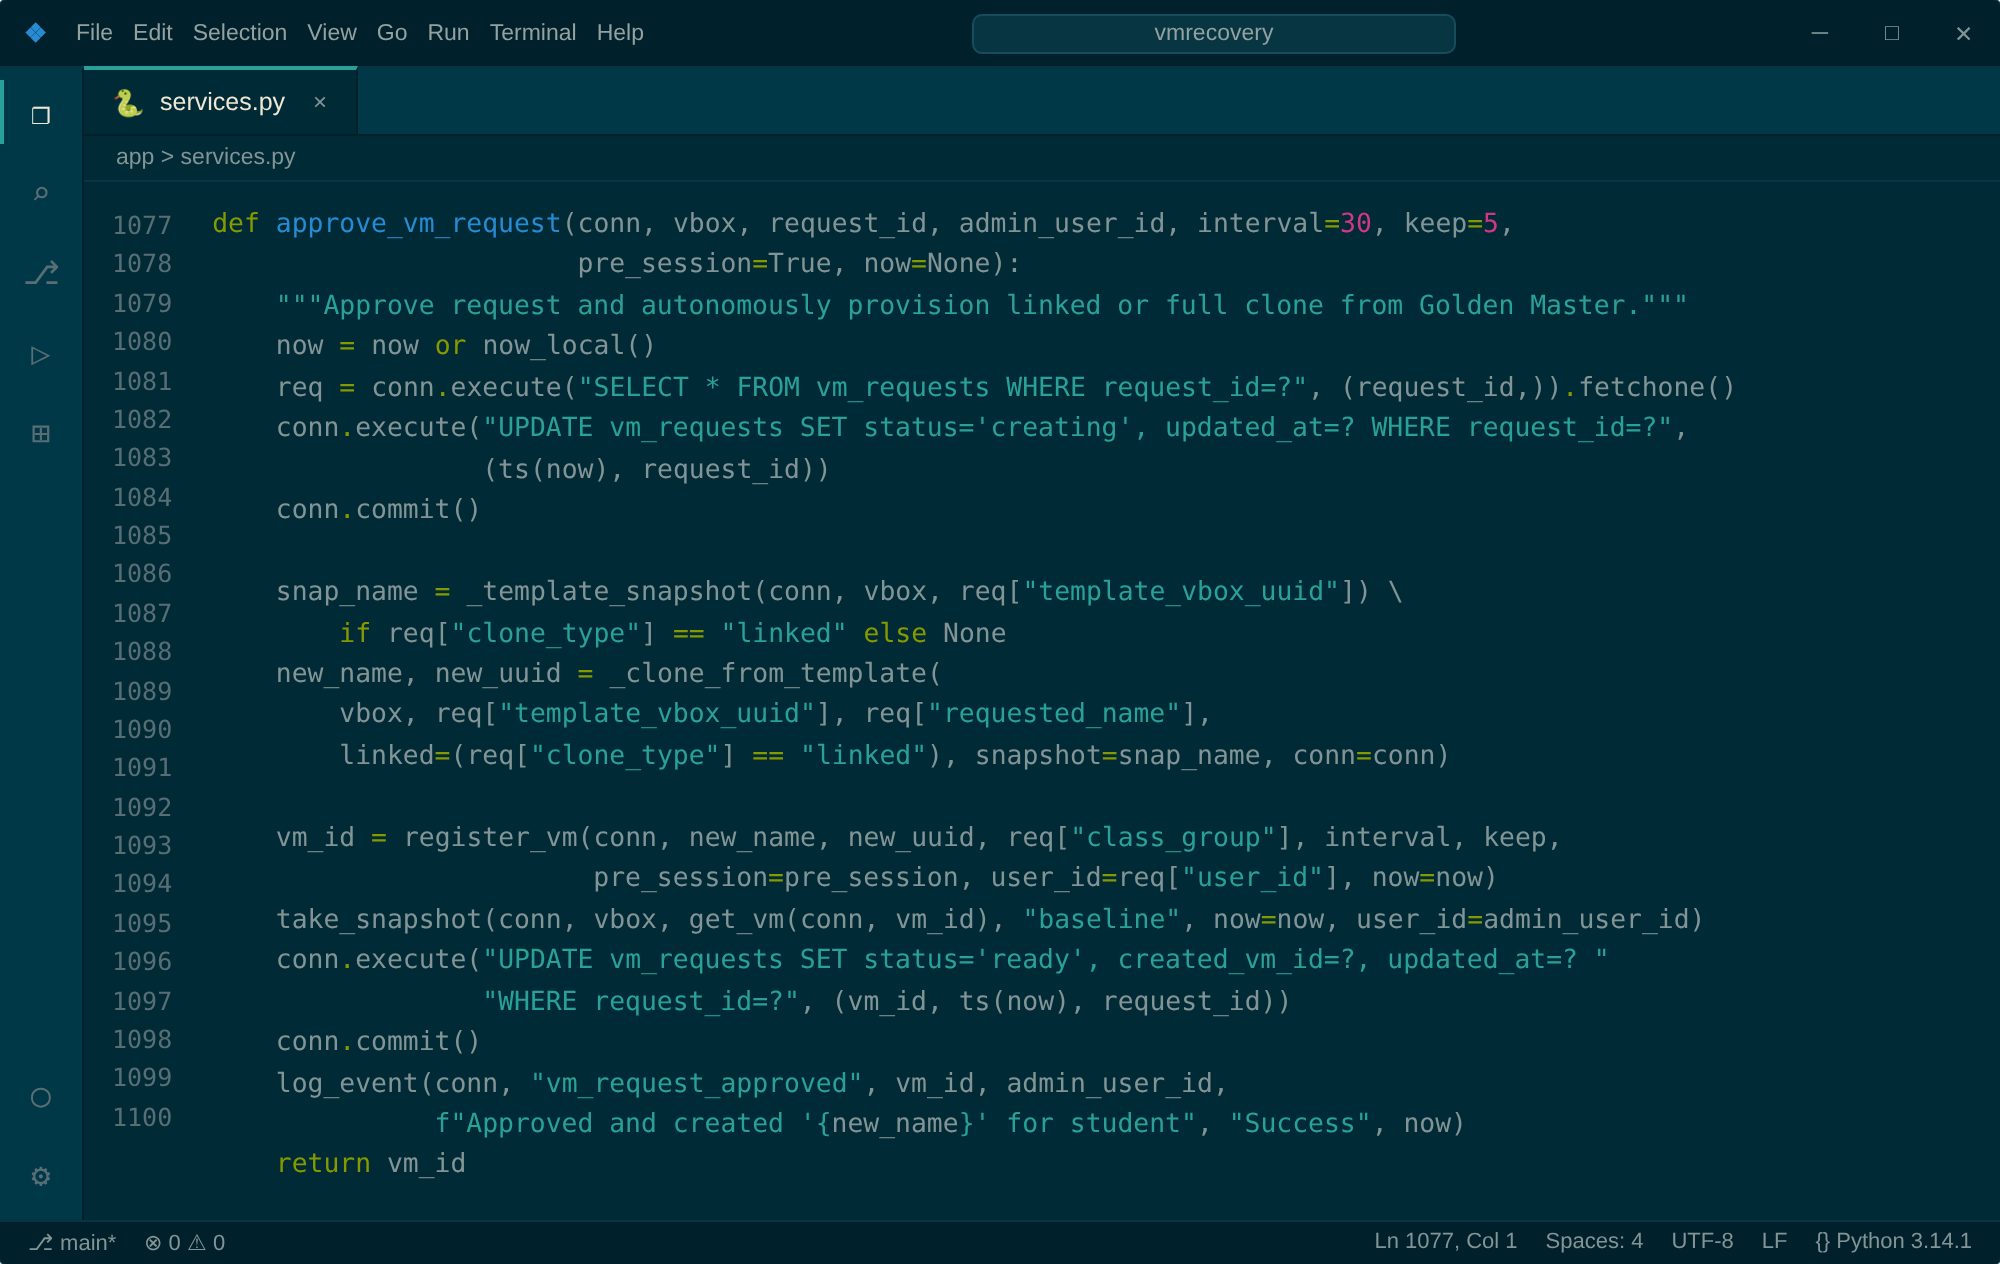 File Edit Selection View Go Run Terminal Help
vmrecovery
services.py ×
app > services.py
1077 def approve_vm_request(conn, vbox, request_id, admin_user_id, interval=30, keep=5,
1078                        pre_session=True, now=None):
1079     """Approve request and autonomously provision linked or full clone from Golden Master."""
1080     now = now or now_local()
1081     req = conn.execute("SELECT * FROM vm_requests WHERE request_id=?", (request_id,)).fetchone()
1082     conn.execute("UPDATE vm_requests SET status='creating', updated_at=? WHERE request_id=?",
1083                  (ts(now), request_id))
1084     conn.commit()
1085
1086     snap_name = _template_snapshot(conn, vbox, req["template_vbox_uuid"]) \
1087         if req["clone_type"] == "linked" else None
1088     new_name, new_uuid = _clone_from_template(
1089         vbox, req["template_vbox_uuid"], req["requested_name"],
1090         linked=(req["clone_type"] == "linked"), snapshot=snap_name, conn=conn)
1091
1092     vm_id = register_vm(conn, new_name, new_uuid, req["class_group"], interval, keep,
1093                         pre_session=pre_session, user_id=req["user_id"], now=now)
1094     take_snapshot(conn, vbox, get_vm(conn, vm_id), "baseline", now=now, user_id=admin_user_id)
1095     conn.execute("UPDATE vm_requests SET status='ready', created_vm_id=?, updated_at=? "
1096                  "WHERE request_id=?", (vm_id, ts(now), request_id))
1097     conn.commit()
1098     log_event(conn, "vm_request_approved", vm_id, admin_user_id,
1099               f"Approved and created '{new_name}' for student", "Success", now)
1100     return vm_id
main* 0 0 Ln 1077, Col 1 Spaces: 4 UTF-8 LF {} Python 3.14.1